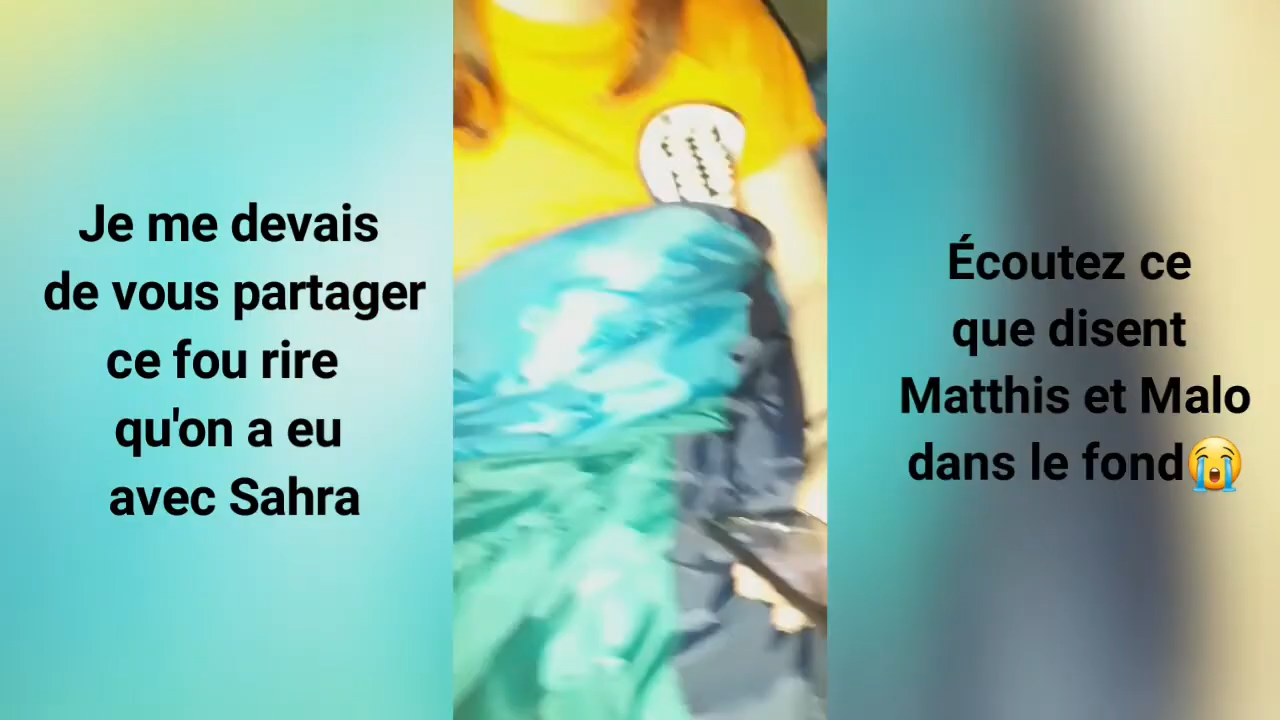 Je me devais
de vous partager
ce fou rire
qu'on a eu
avec Sahra
Écoutez ce
que disent
Matthis et Malo
dans le fond😭